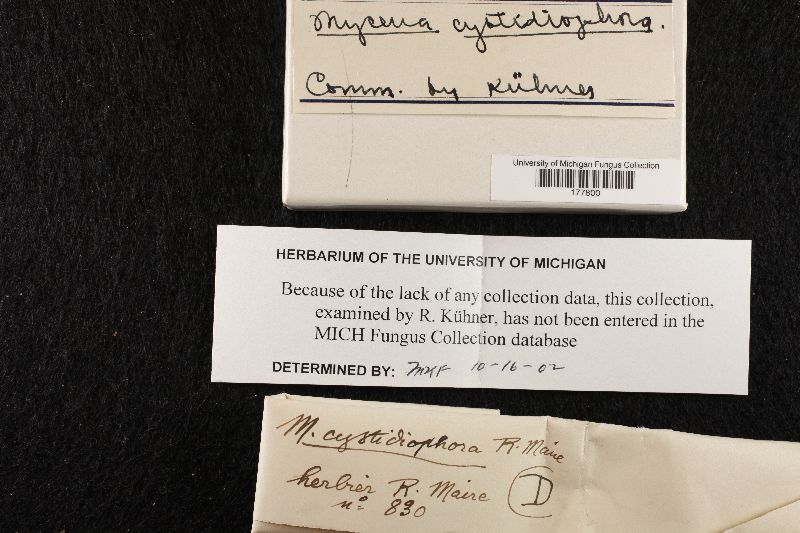 Mycena cystidiophora.
Comm. by Kühner
University of Michigan Fungus Collection
177800
HERBARIUM OF THE UNIVERSITY OF MICHIGAN
Because of the lack of any collection data, this collection,
examined by R. Kühner, has not been entered in the
MICH Fungus Collection database
DETERMINED BY: 10-16-02
M. cystidiophora R. Maire
herbier R. Maire D
nº 830